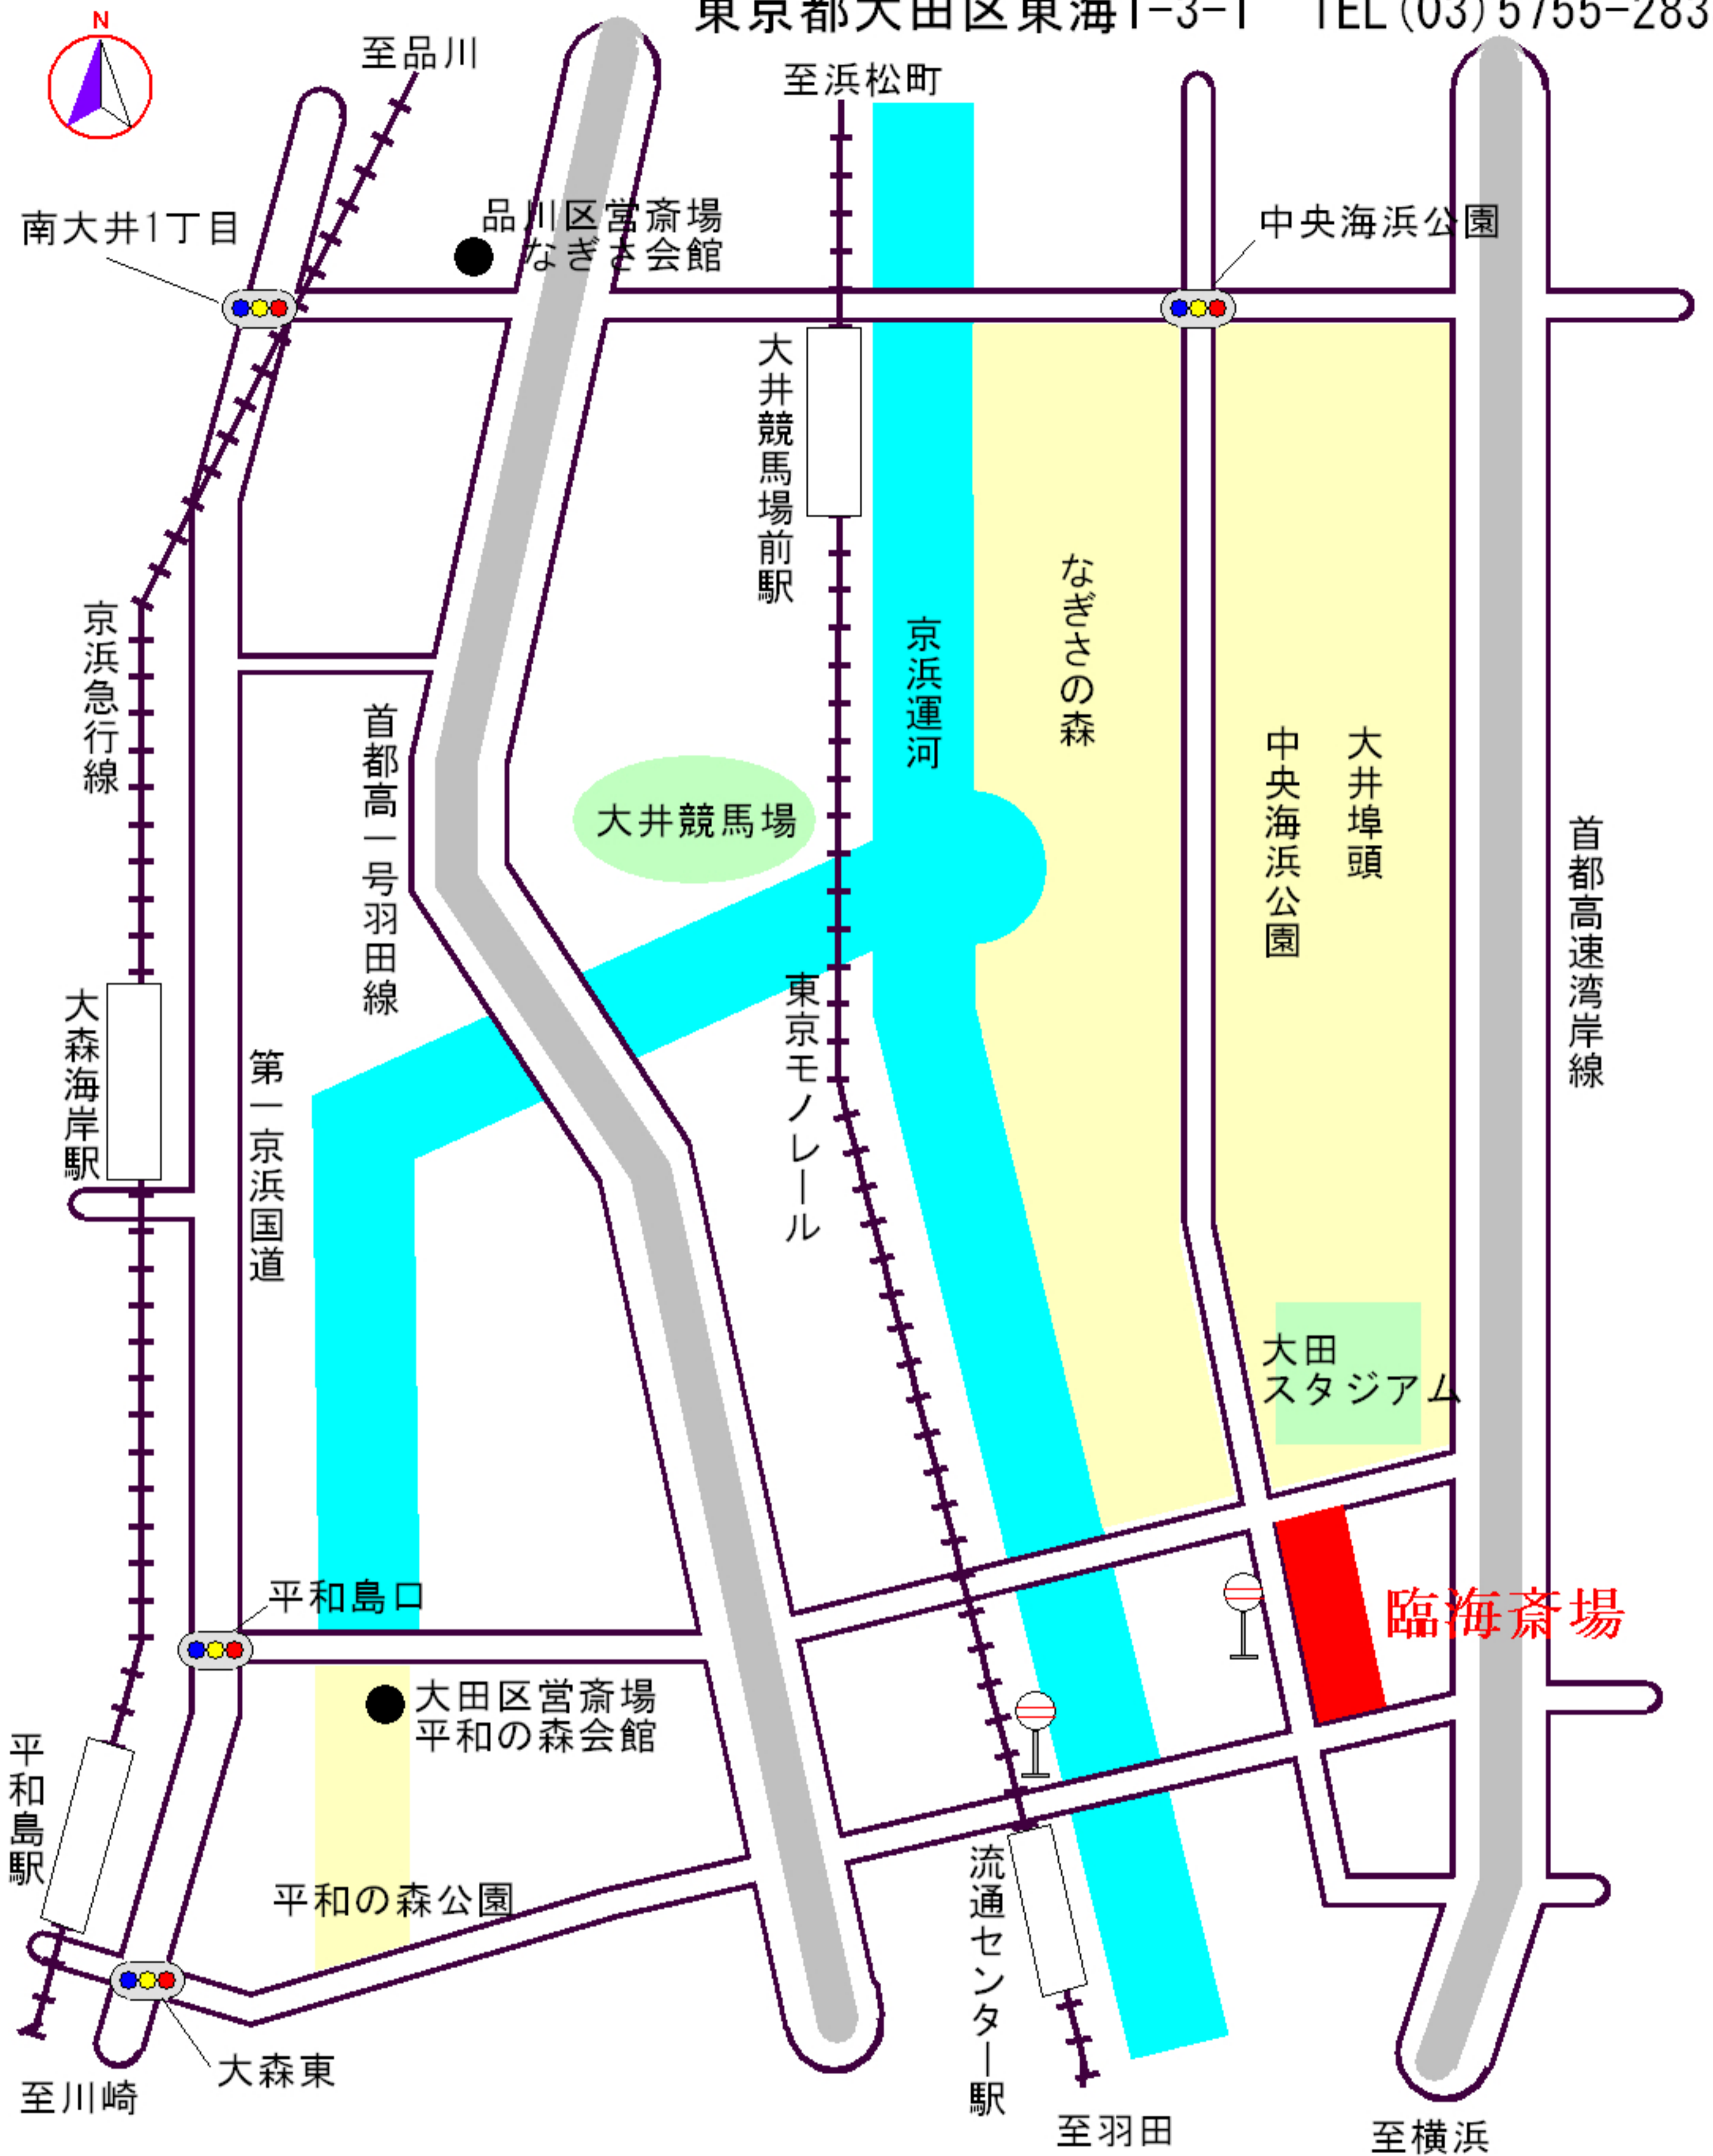 東京都大田区東海1-3-1 TEL(03)5755-283
N
至品川
至浜松町
南大井1丁目
品川区営斎場
なぎさ会館
中央海浜公園
大井競馬場前駅
京浜急行線
首都高一号羽田線
大井競馬場
京浜運河
なぎさの森
中央海浜公園
大井埠頭
首都高速湾岸線
大森海岸駅
第一京浜国道
東京モノレール
大田
スタジアム
平和島口
臨海斎場
大田区営斎場
平和の森会館
平和島駅
平和の森公園
流通センター駅
大森東
至川崎
至羽田
至横浜